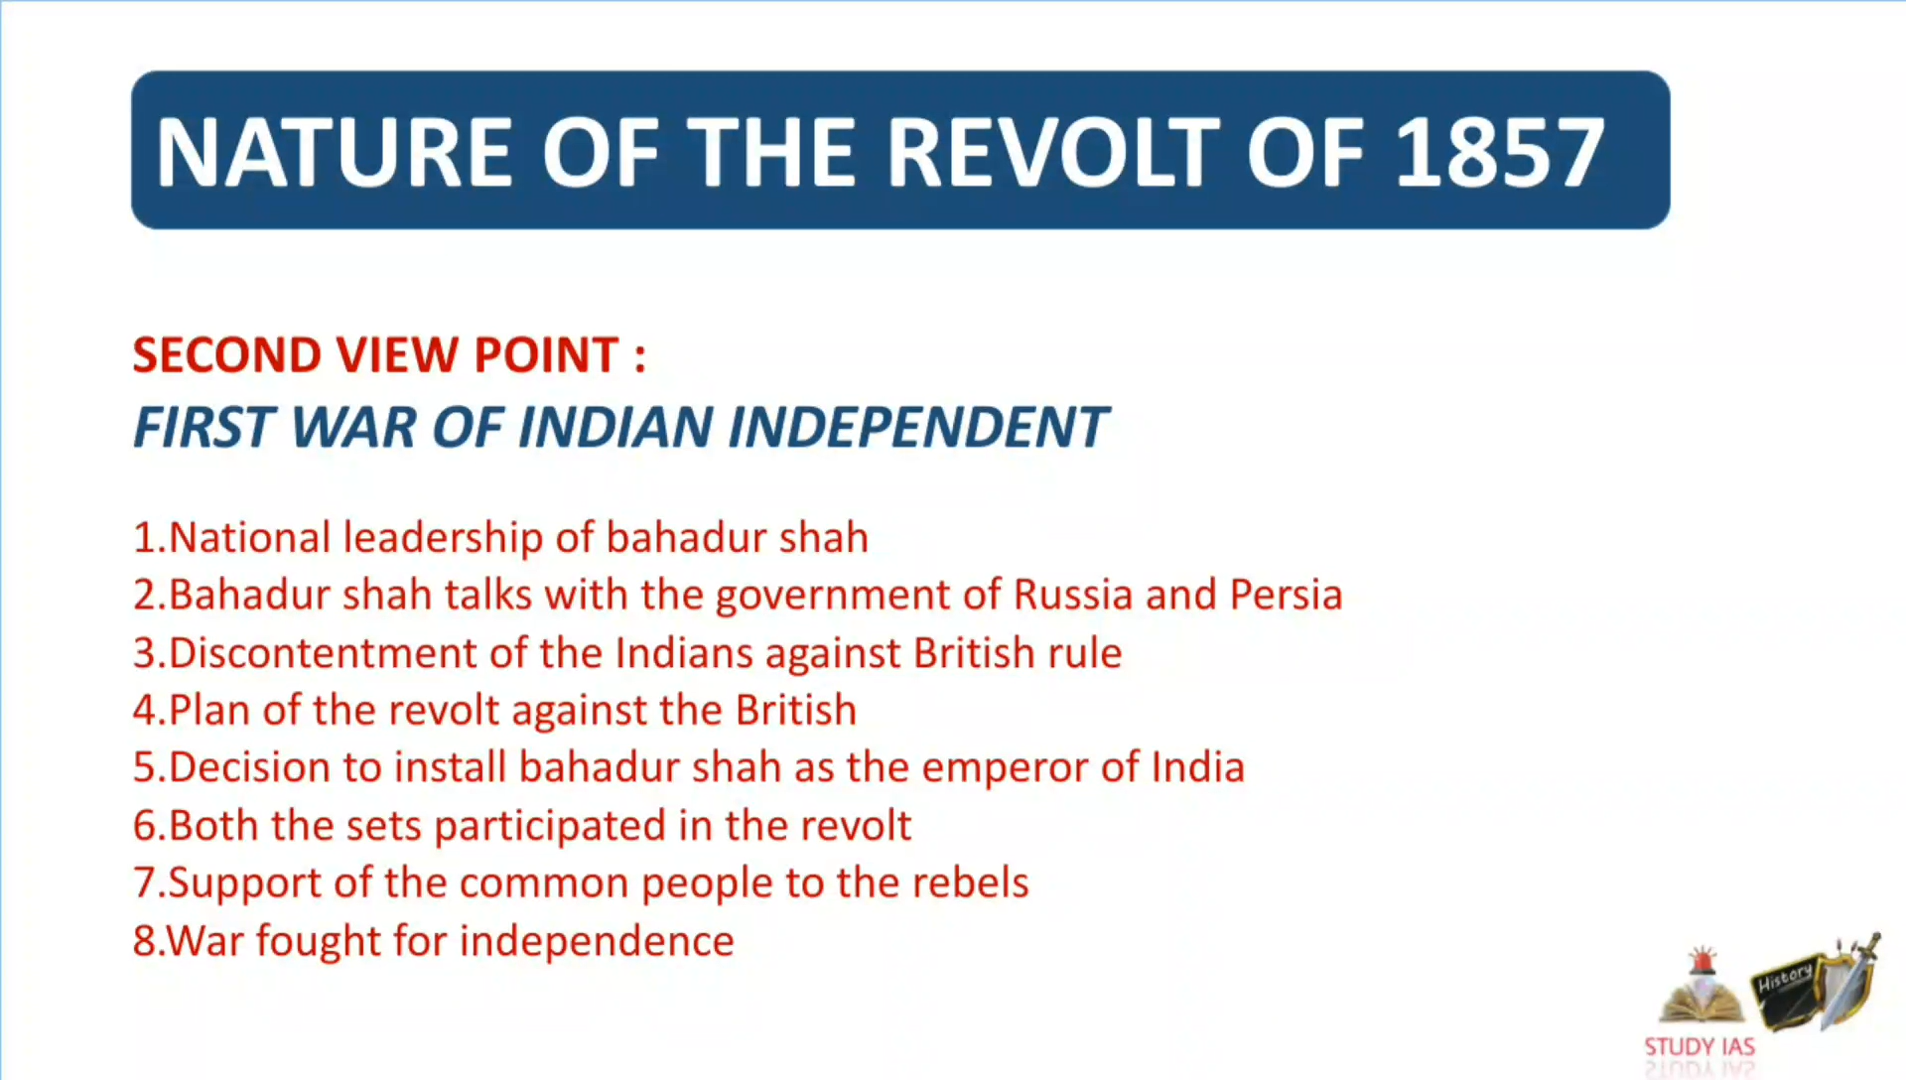 NATURE OF THE REVOLT OF 1857
SECOND VIEW POINT :
FIRST WAR OF INDIAN INDEPENDENT
1.National leadership of bahadur shah
2.Bahadur shah talks with the government of Russia and Persia
3.Discontentment of the Indians against British rule
4.Plan of the revolt against the British
5.Decision to install bahadur shah as the emperor of India
6.Both the sets participated in the revolt
7.Support of the common people to the rebels
8.War fought for independence
History
STUDY IAS